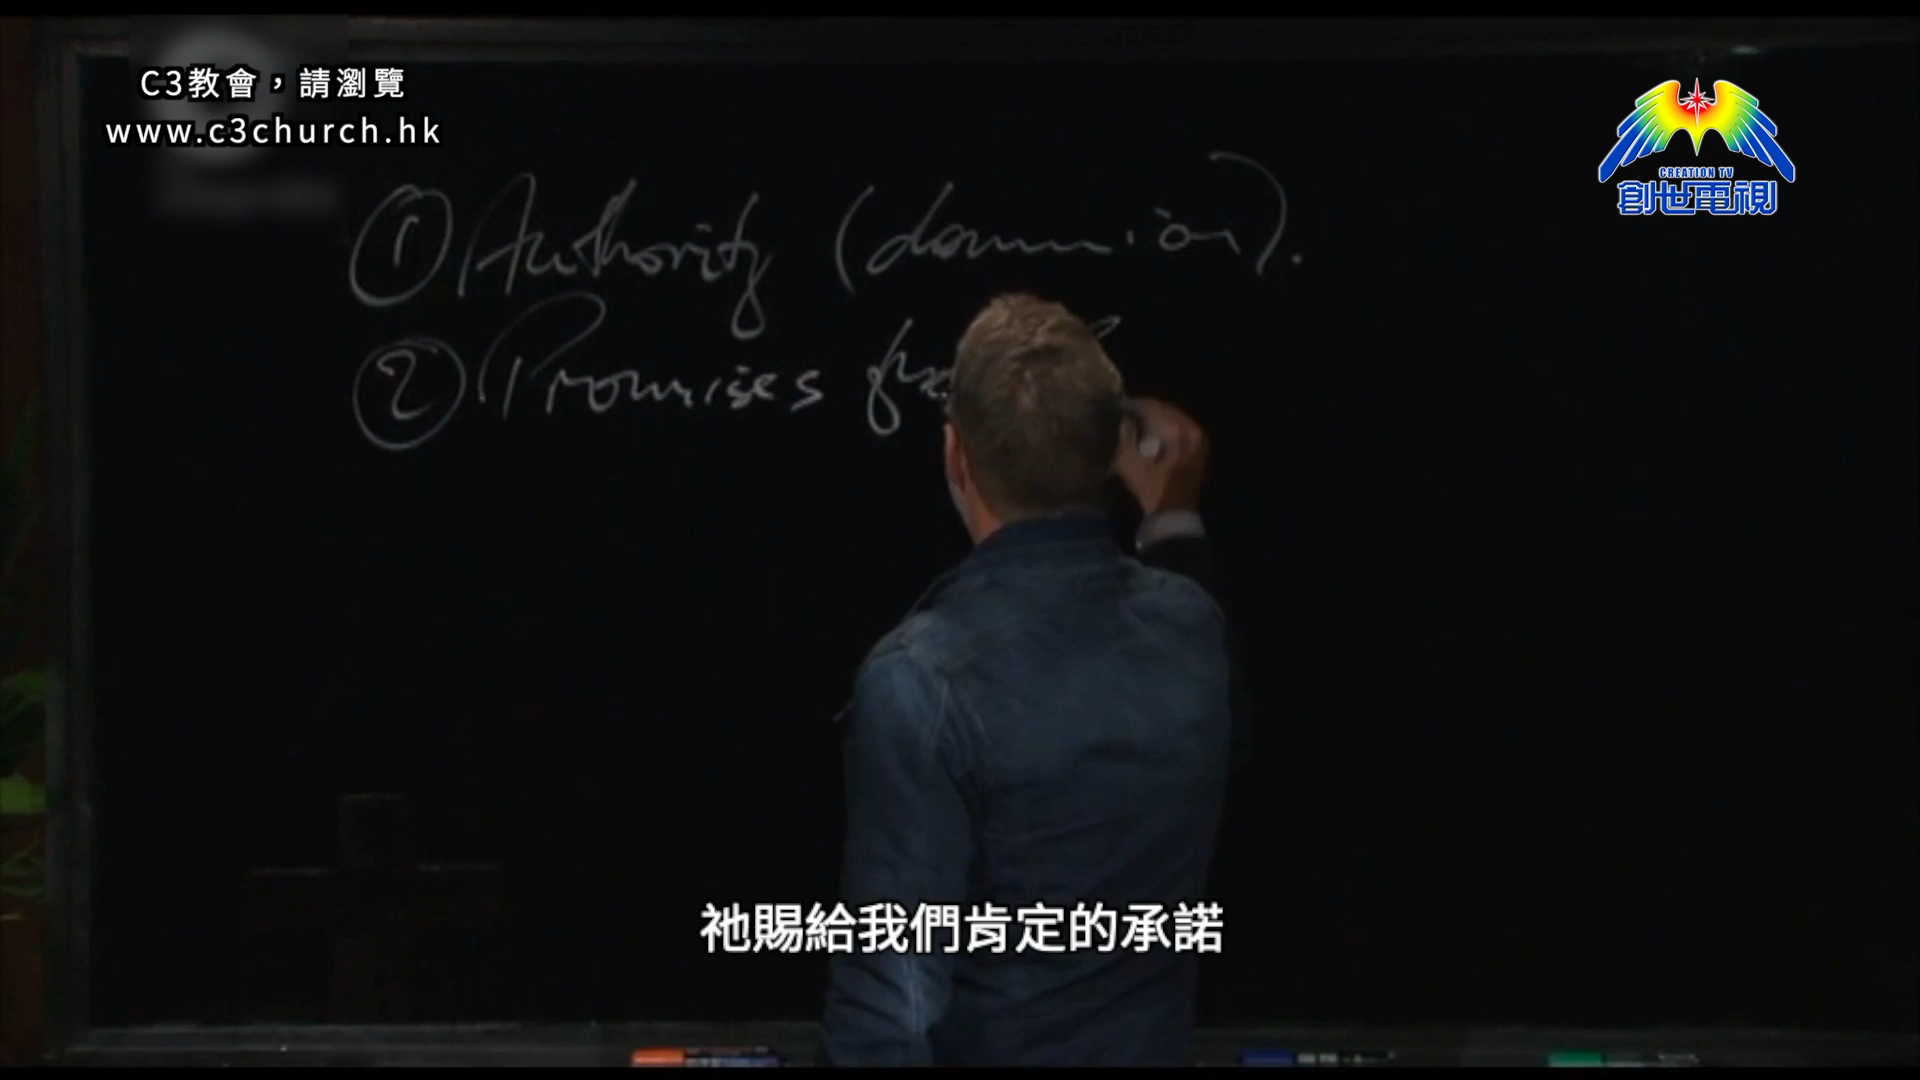 C3教會，請瀏覽
www.c3church.hk
CREATION TV
創世電視
① Authority (dominion).
② Promises
祂賜給我們肯定的承諾